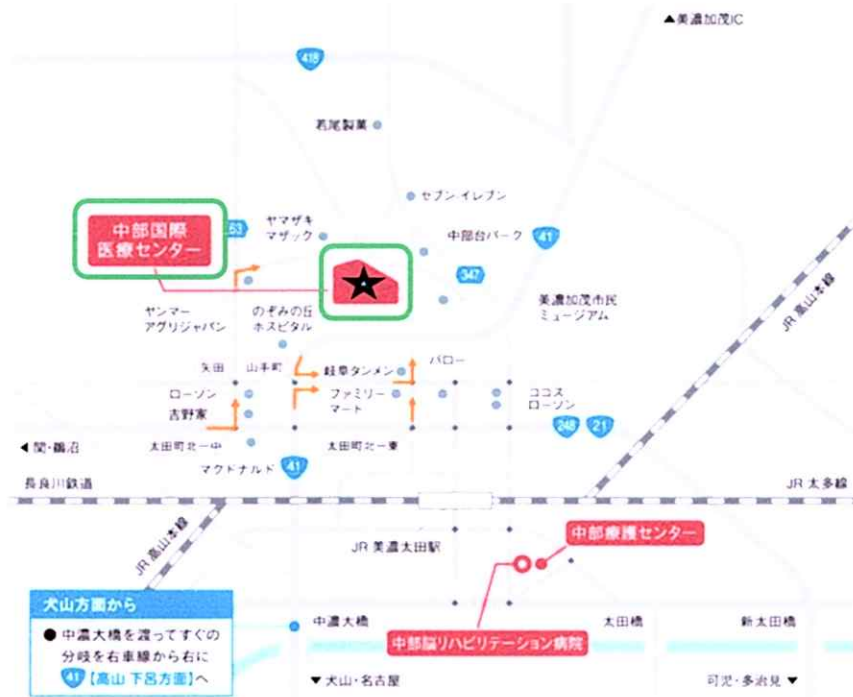 ▲美濃加茂IC
418
若尾製菓
セブン-イレブン
中部国際
医療センター
63
ヤマザキ
マザック
中部台パーク
41
347
ヤンマー
アグリジャパン
のぞみの丘
ホスピタル
美濃加茂市民
ミュージアム
JR 高山本線
矢田
山手町
岐阜タンメン
バロー
ローソン
ファミリー
マート
ココス
ローソン
吉野家
248
21
◀関・鵜沼
太田町北一中
太田町北一東
マクドナルド
41
長良川鉄道
JR 太多線
JR 高山本線
JR 美濃太田駅
中部療護センター
犬山方面から
● 中濃大橋を渡ってすぐの
分岐を右車線から右に
41【高山 下呂方面】へ
中濃大橋
中部脳リハビリテーション病院
太田橋
新太田橋
▼犬山・名古屋
可児・多治見▼